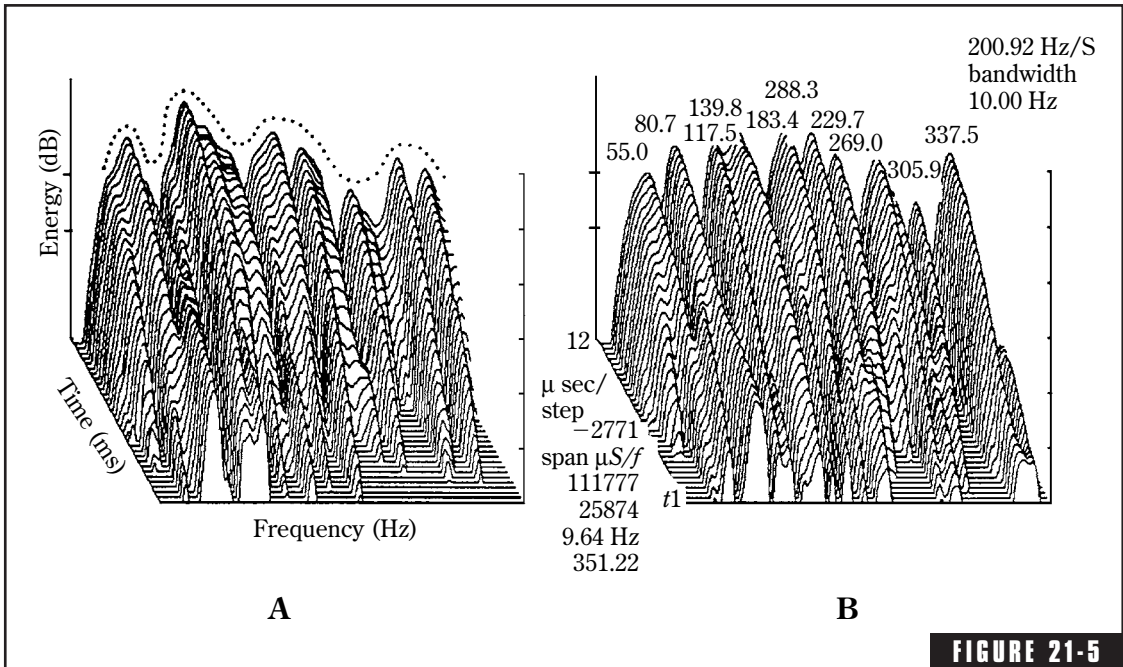 Energy (dB)
Time (ms)
Frequency (Hz)
A
200.92 Hz/S
bandwidth
10.00 Hz
288.3
139.8
80.7
117.5
183.4
229.7
55.0
269.0
337.5
305.9
12
μ sec/
step
−2771
span μS/f
111777
t1
25874
9.64 Hz
351.22
B
FIGURE 21-5